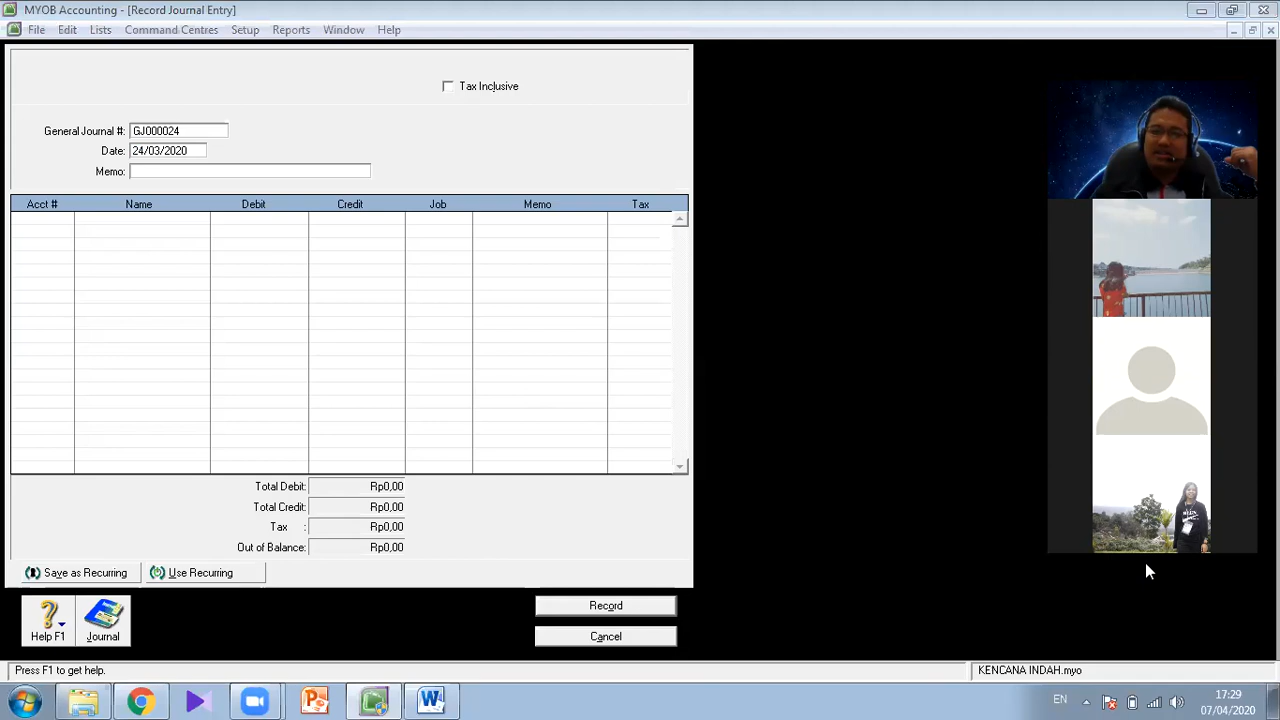 MYOB Accounting - [Record Journal Entry]
File Edit Lists Command Centres Setup Reports Window Help
Tax Inclusive
General Journal #: GJ000024
Date: 24/03/2020
Memo:
Acct # Name Debit Credit Job Memo Tax
Total Debit: Rp0,00
Total Credit: Rp0,00
Tax : Rp0,00
Out of Balance: Rp0,00
Save as Recurring Use Recurring
Help F1 Journal
Record
Cancel
Press F1 to get help. KENCANA INDAH.myo
EN 17:29
07/04/2020